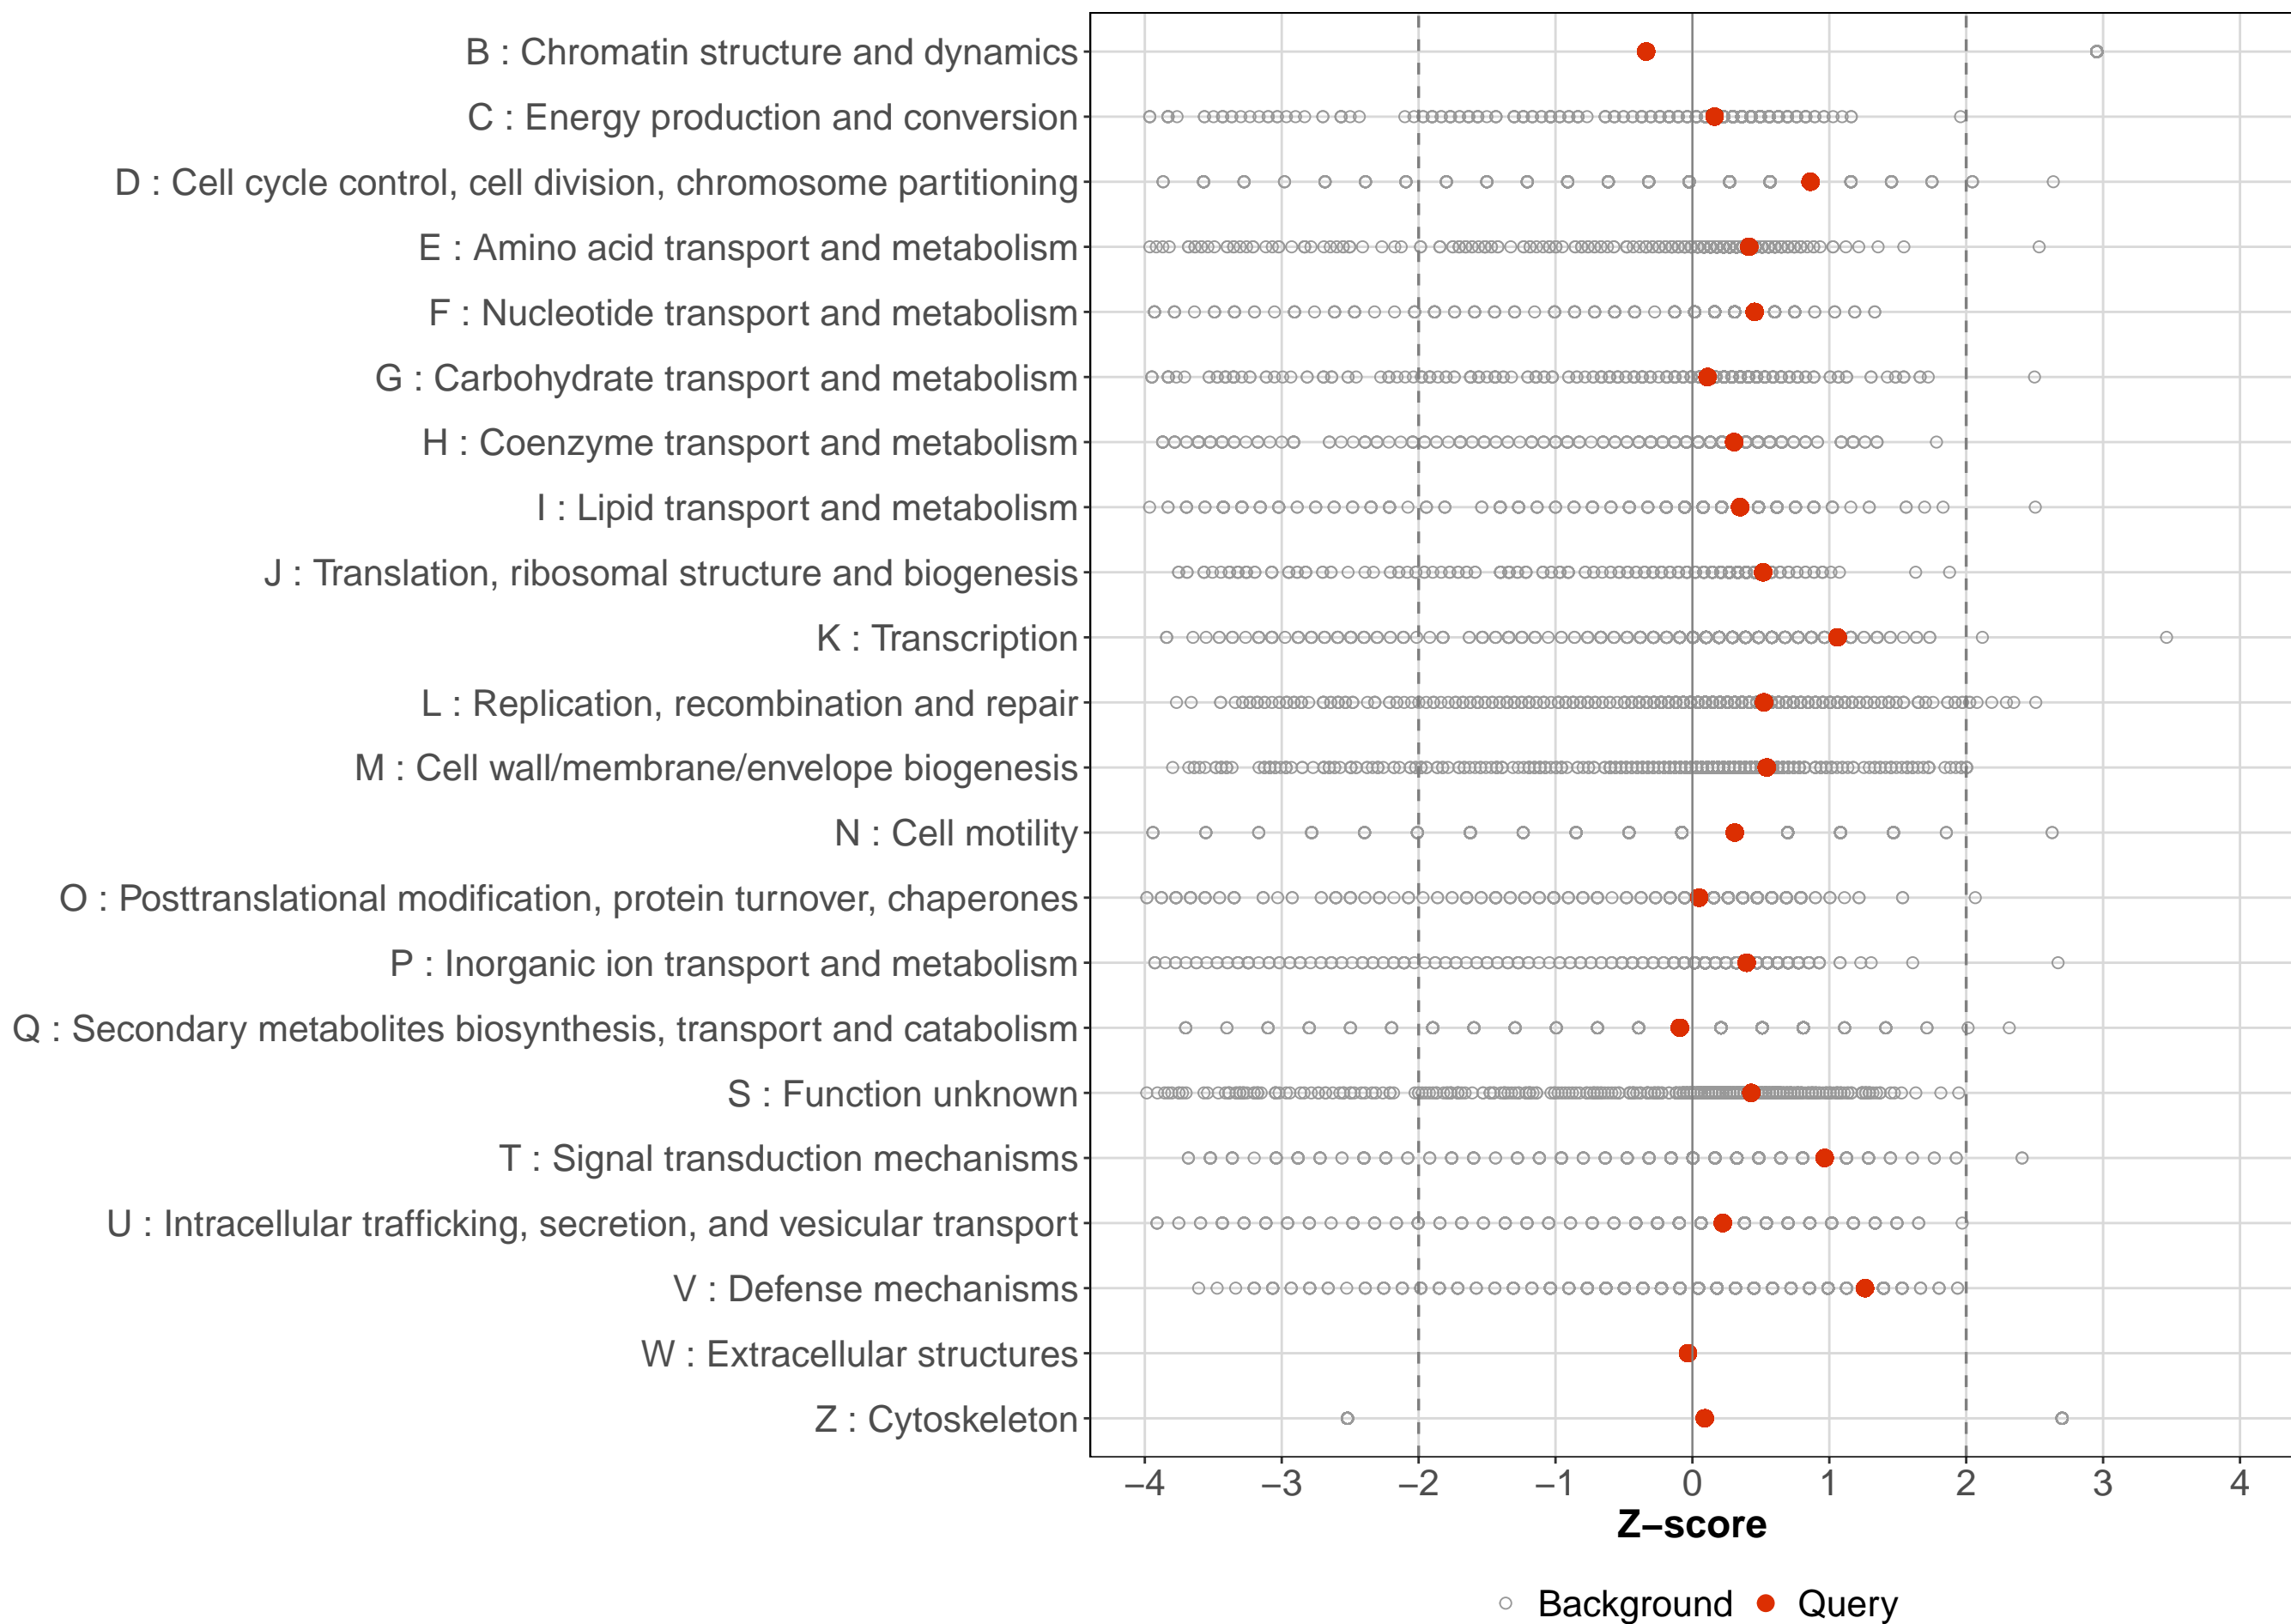 B : Chromatin structure and dynamics
C : Energy production and conversion
D : Cell cycle control, cell division, chromosome partitioning
E : Amino acid transport and metabolism
F : Nucleotide transport and metabolism
G : Carbohydrate transport and metabolism
H : Coenzyme transport and metabolism
I : Lipid transport and metabolism
J : Translation, ribosomal structure and biogenesis
K : Transcription
L : Replication, recombination and repair
M : Cell wall/membrane/envelope biogenesis
N : Cell motility
O : Posttranslational modification, protein turnover, chaperones
P : Inorganic ion transport and metabolism
Q : Secondary metabolites biosynthesis, transport and catabolism
S : Function unknown
T : Signal transduction mechanisms
U : Intracellular trafficking, secretion, and vesicular transport
V : Defense mechanisms
W : Extracellular structures
Z : Cytoskeleton
−4 −3 −2 −1 0 1 2 3 4
Z−score
Background Query